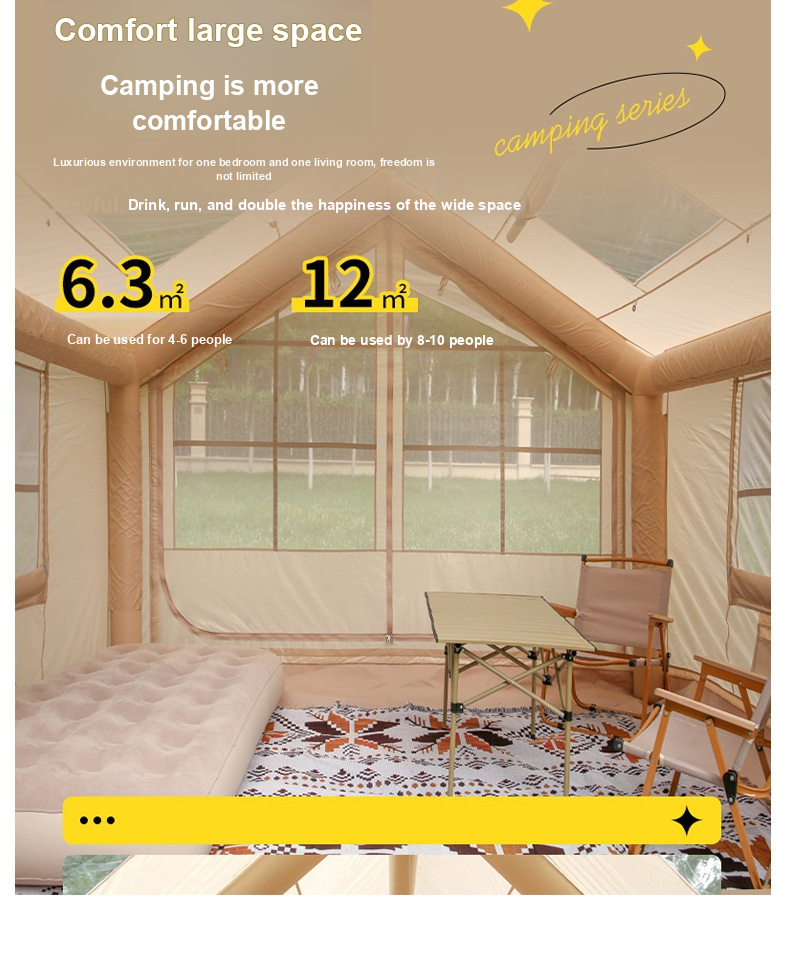 Comfort large space
Camping is more
comfortable
camping series
Luxurious environment for one bedroom and one living room, freedom is
not limited
Drink, run, and double the happiness of the wide space
6.3㎡
12㎡
Can be used for 4-6 people
Can be used by 8-10 people